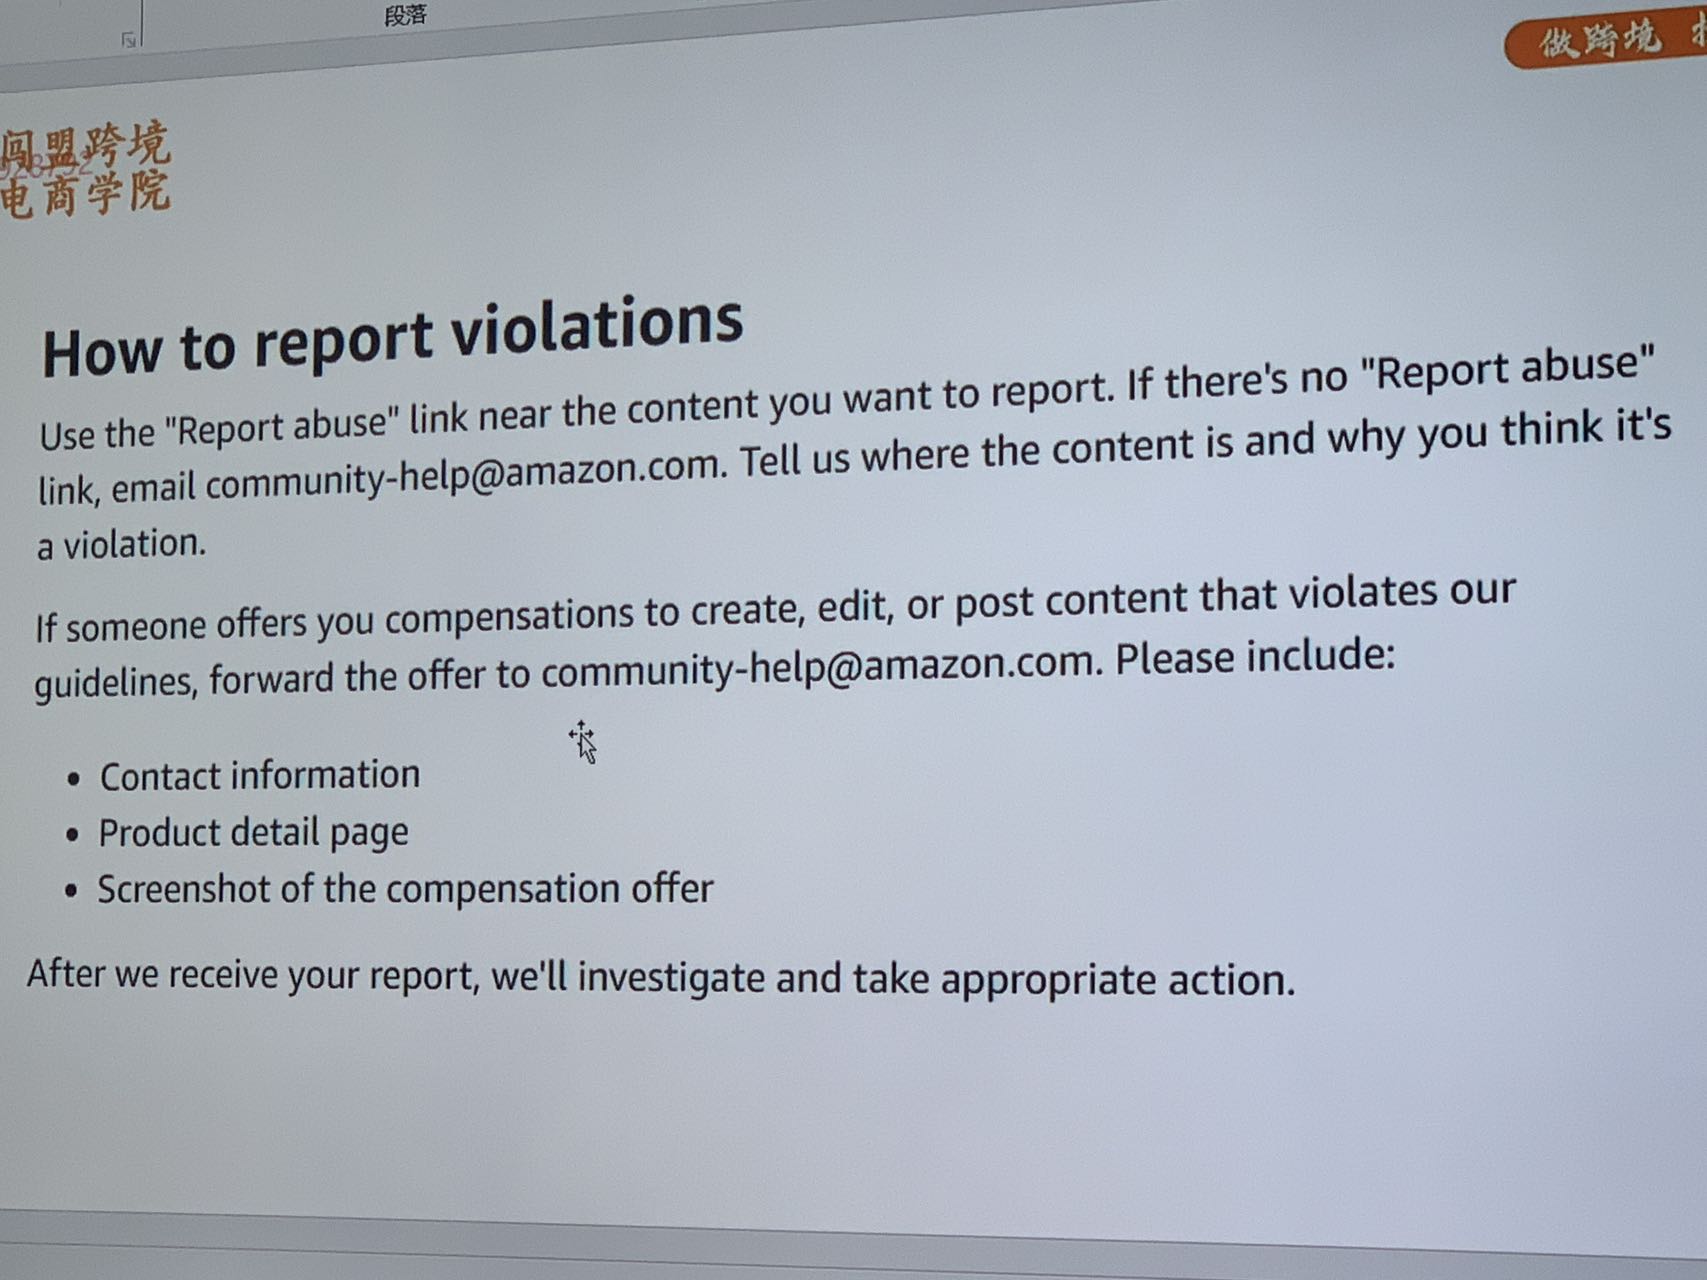 段落
做跨境
闯盟跨境
电商学院
How to report violations
Use the "Report abuse" link near the content you want to report. If there's no "Report abuse"
link, email community-help@amazon.com. Tell us where the content is and why you think it's
a violation.
If someone offers you compensations to create, edit, or post content that violates our
guidelines, forward the offer to community-help@amazon.com. Please include:
• Contact information
• Product detail page
• Screenshot of the compensation offer
After we receive your report, we'll investigate and take appropriate action.